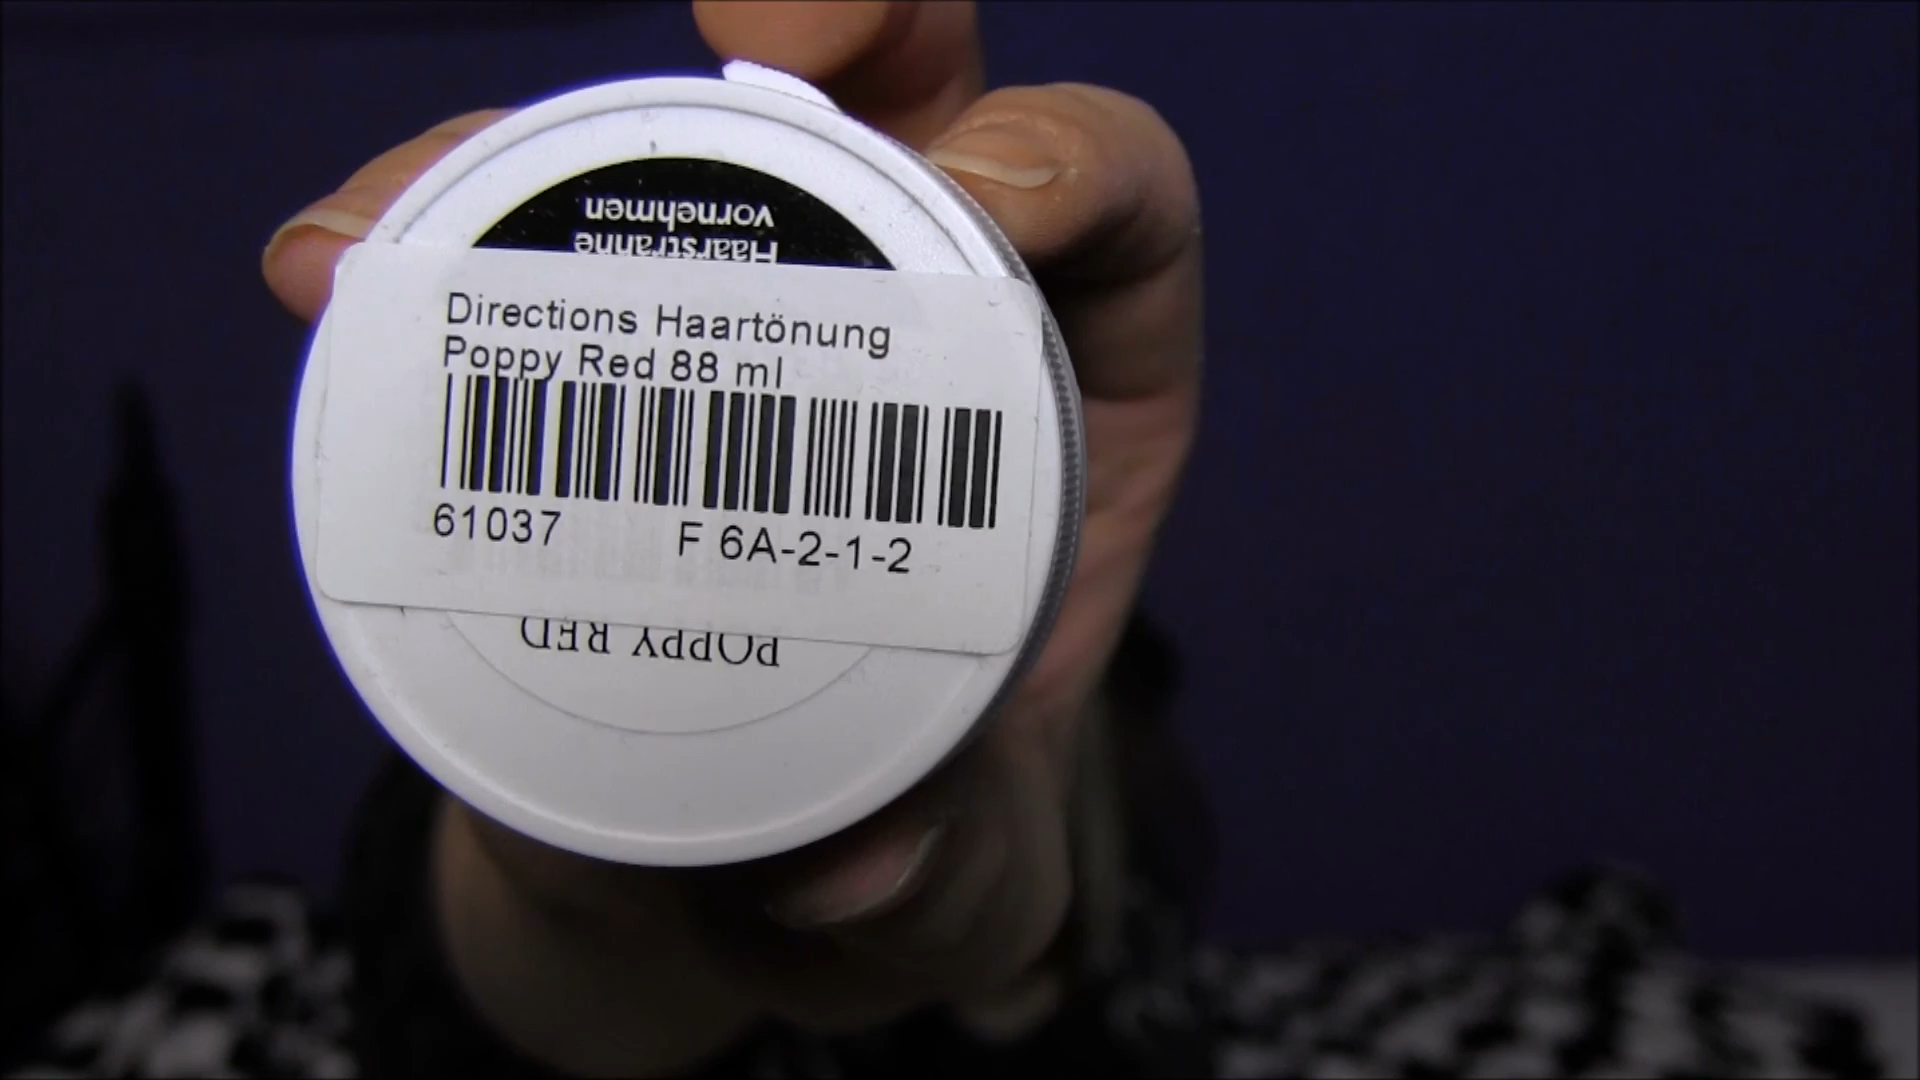 vornehmen
Haarsträhne
Directions Haartönung
Poppy Red 88 ml
61037
F 6A-2-1-2
POPPY RED